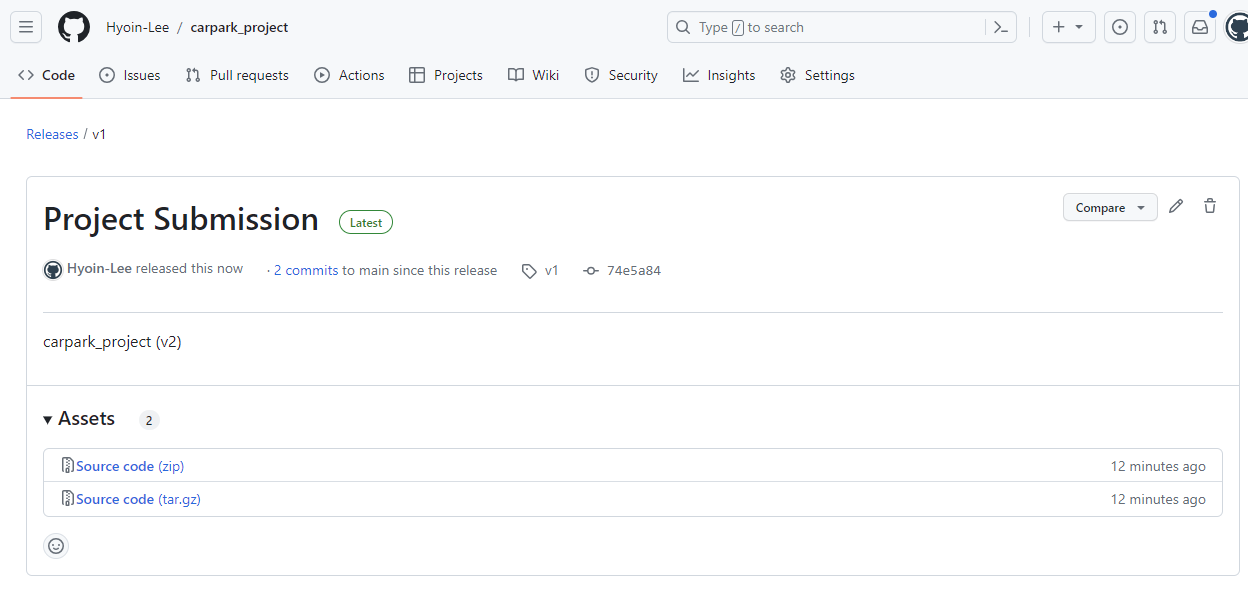 Hyoin-Lee / carpark_project
Type / to search
Code Issues Pull requests Actions Projects Wiki Security Insights Settings
Releases / v1
Project Submission Latest
Compare
Hyoin-Lee released this now · 2 commits to main since this release v1 74e5a84
carpark_project (v2)
Assets 2
Source code (zip) 12 minutes ago
Source code (tar.gz) 12 minutes ago